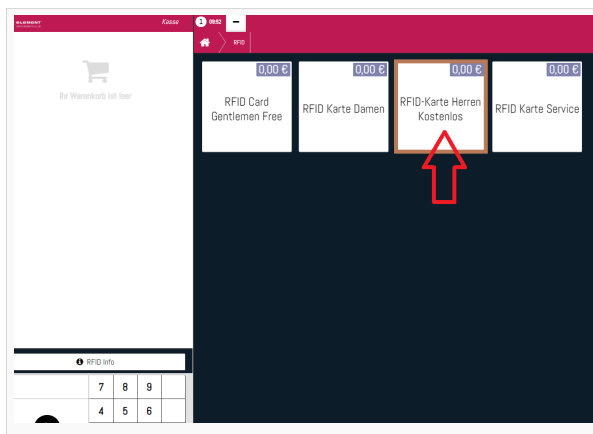 ELEMENT
Kasse
1 09:52
RFID
0,00 €
RFID Card
Gentlemen Free
0,00 €
RFID Karte Damen
0,00 €
RFID-Karte Herren
Kostenlos
0,00 €
RFID Karte Service
Ihr Warenkorb ist leer
RFID Info
7 8 9
4 5 6